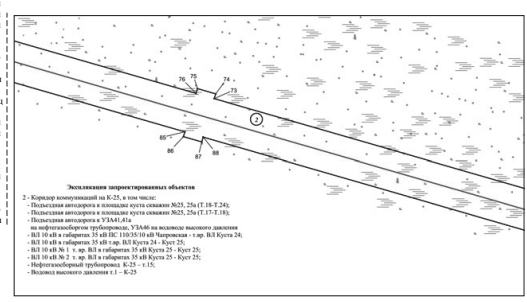 75
76
74
73
2
85
86
87
88
Экспликация запроектированных объектов
2 - Коридор коммуникаций на К-25, в том числе:
- Подъездная автодорога к площадке куста скважин №25, 25а (Т.18-Т.24);
- Подъездная автодорога к площадке куста скважин №25, 25а (Т.17-Т.18);
- Подъездная автодорога к УЗА41,41а
на нефтегазосборном трубопроводе, УЗА46 на водоводе высокого давления
- ВЛ 10 кВ в габаритах 35 кВ ПС 110/35/10 кВ Чапровская - т.вр. ВЛ Куста 24;
- ВЛ 10 кВ в габаритах 35 кВ т.вр. ВЛ Куста 24 - Куст 25;
- ВЛ 10 кВ № 1 т. вр. ВЛ в габаритах 35 кВ Куста 25 - Куст 25;
- ВЛ 10 кВ № 2 т. вр. ВЛ в габаритах 35 кВ Куста 25 - Куст 25;
- Нефтегазосборный трубопровод К-25 – т.15;
- Водовод высокого давления т.1 – К-25